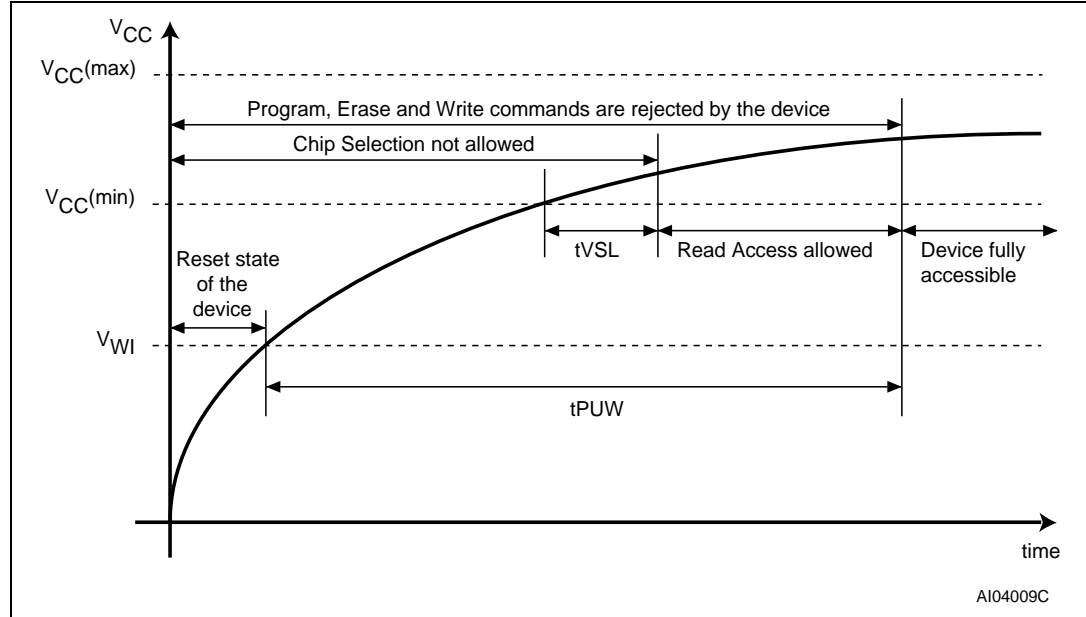 VCC
VCC(max)
Program, Erase and Write commands are rejected by the device
Chip Selection not allowed
VCC(min)
tVSL
Read Access allowed
Device fully
accessible
Reset state
of the
device
VWI
tPUW
time
AI04009C